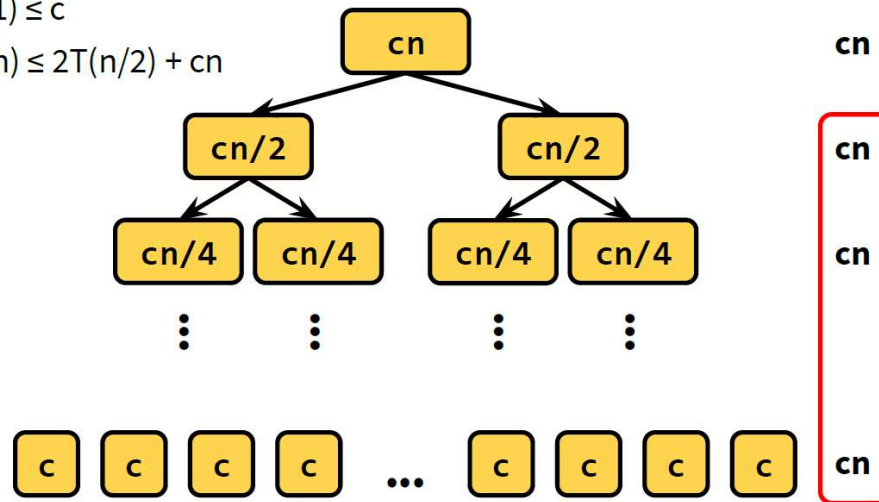 1) ≤ c
n) ≤ 2T(n/2) + cn
cn cn
cn/2 cn/2 cn
cn/4 cn/4 cn/4 cn/4 cn
c c c c ... c c c c cn